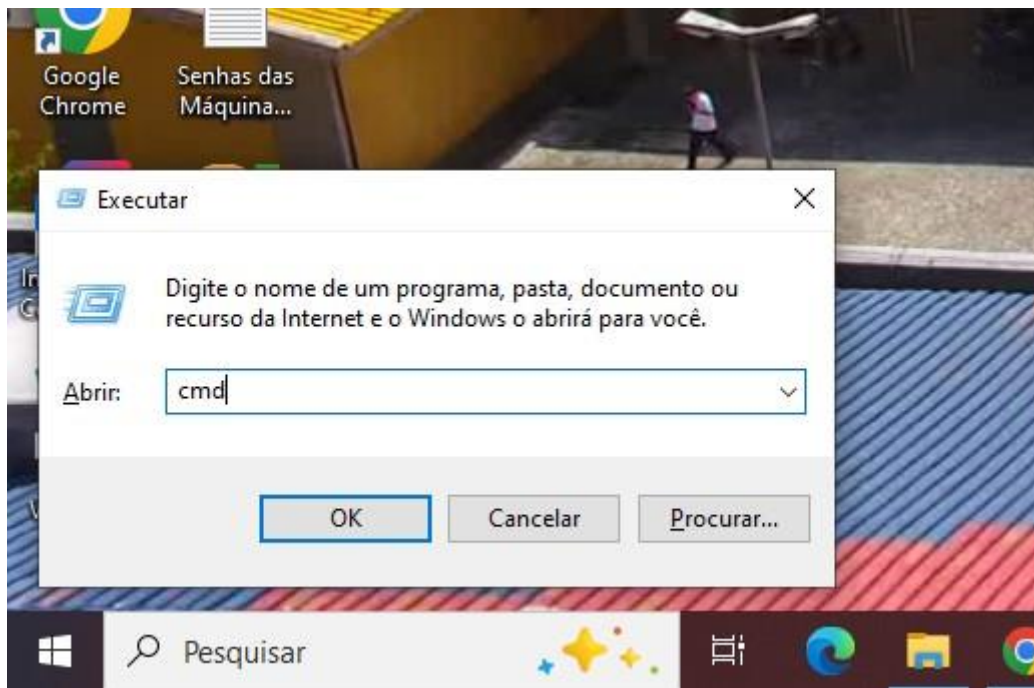 Google
Chrome
Senhas das
Máquina...
Executar
Digite o nome de um programa, pasta, documento ou
recurso da Internet e o Windows o abrirá para você.
Abrir:
cmd
OK
Cancelar
Procurar...
Pesquisar